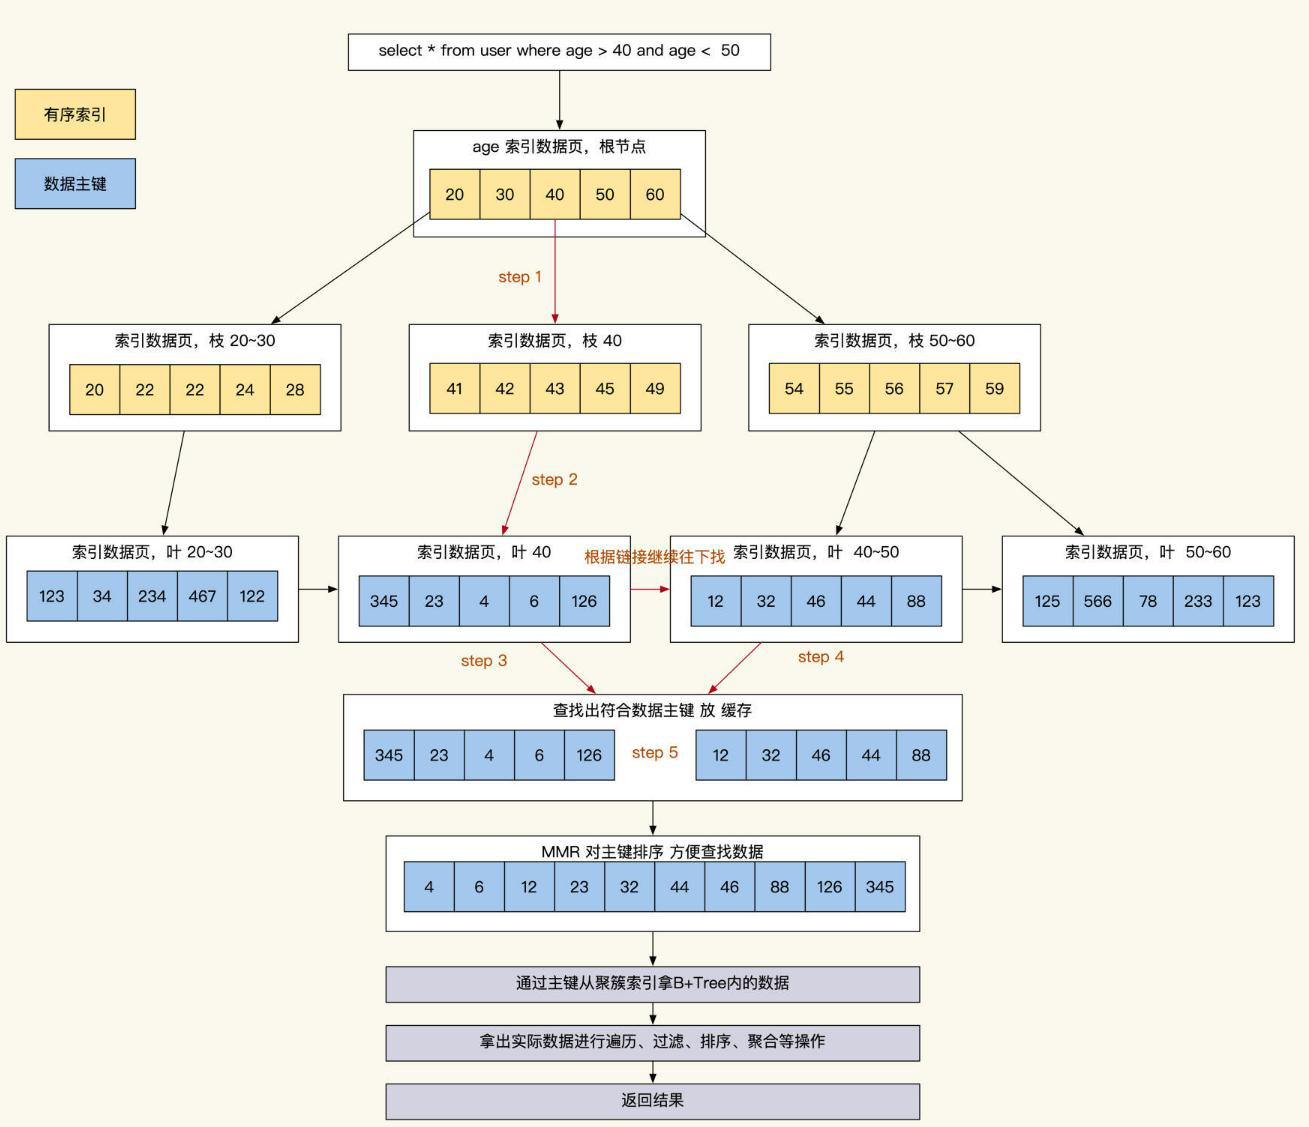 select * from user where age > 40 and age < 50
有序索引
数据主键
age 索引数据页，根节点
20 30 40 50 60
step 1
索引数据页，枝 20~30
20 22 22 24 28
索引数据页，枝 40
41 42 43 45 49
索引数据页，枝 50~60
54 55 56 57 59
step 2
索引数据页，叶 20~30
123 34 234 467 122
索引数据页，叶 40
345 23 4 6 126
根据链接继续往下找
索引数据页，叶 40~50
12 32 46 44 88
索引数据页，叶 50~60
125 566 78 233 123
step 3
step 4
查找出符合数据主键 放 缓存
345 23 4 6 126
step 5
12 32 46 44 88
MMR 对主键排序 方便查找数据
4 6 12 23 32 44 46 88 126 345
通过主键从聚簇索引拿B+Tree内的数据
拿出实际数据进行遍历、过滤、排序、聚合等操作
返回结果